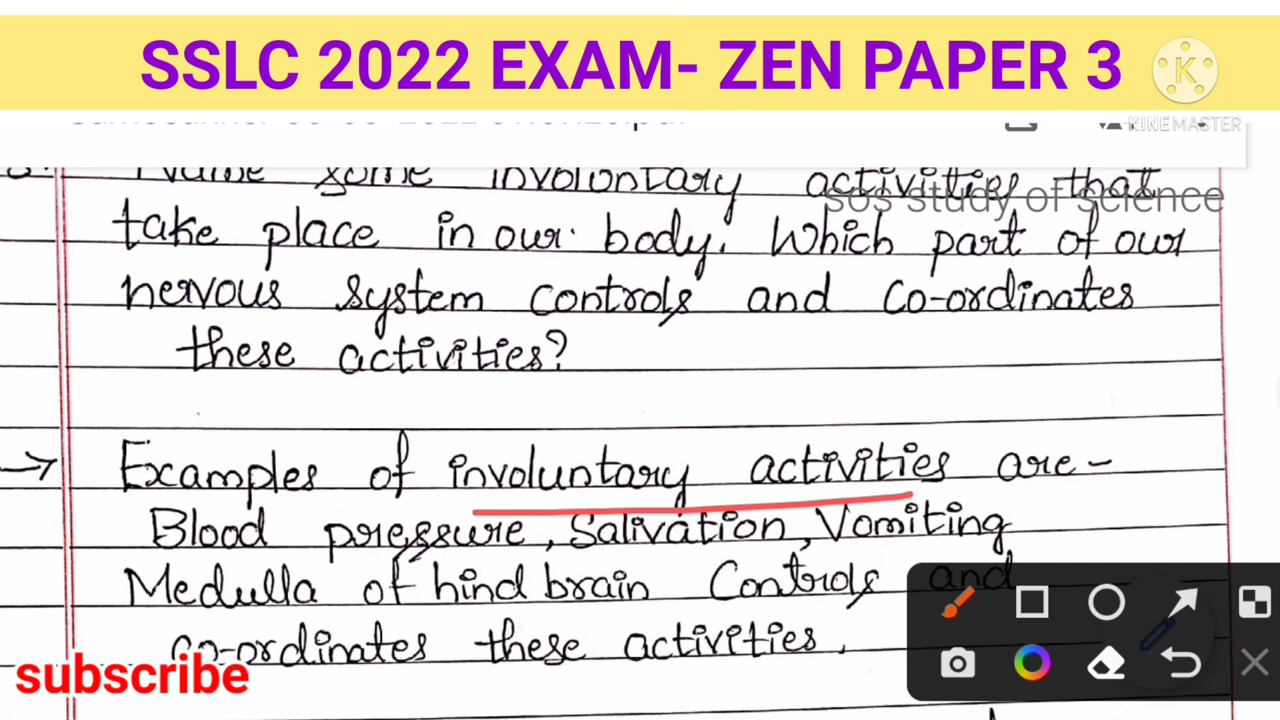 SSLC 2022 EXAM- ZEN PAPER 3
K
KINEMASTER
Name some involuntary activities that
sos study of science
take place in our body. Which part of our
nervous system controls and co-ordinates
these activities?
→ Examples of involuntary activities are-
Blood pressure, Salivation, Vomiting
Medulla of hind brain Controls and
co-ordinates these activities.
subscribe